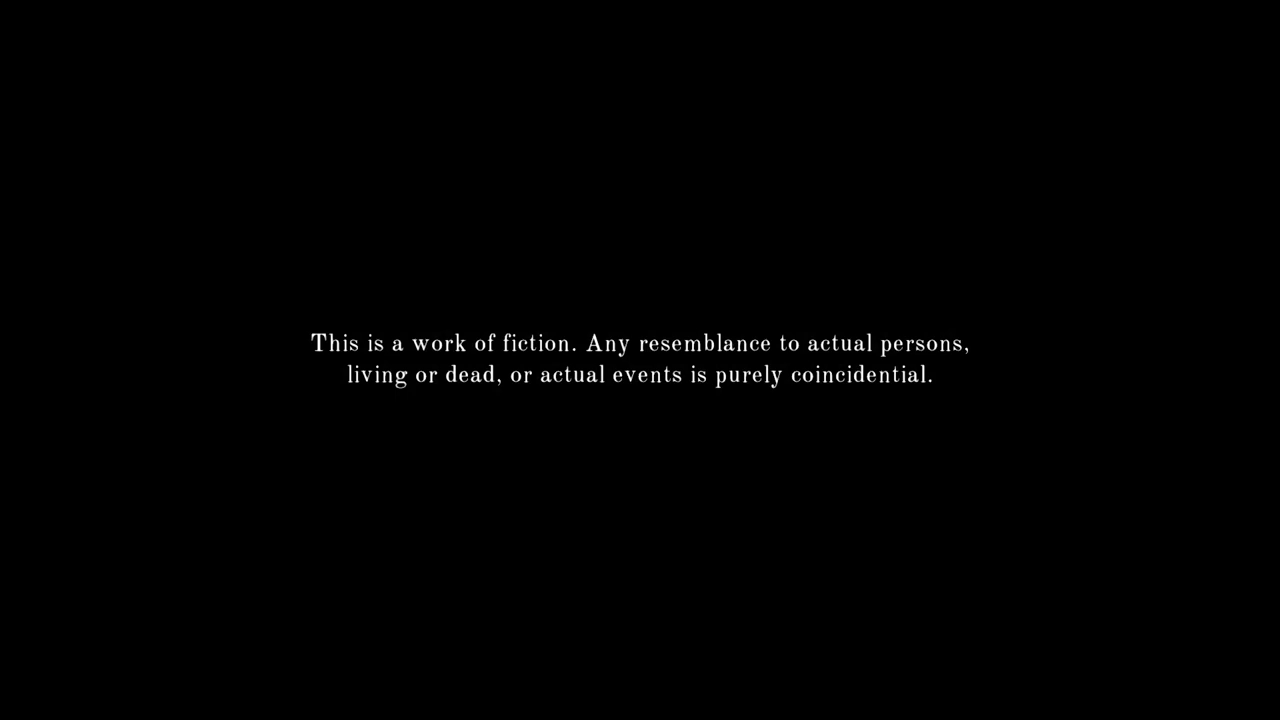 This is a work of fiction. Any resemblance to actual persons,
living or dead, or actual events is purely coincidential.